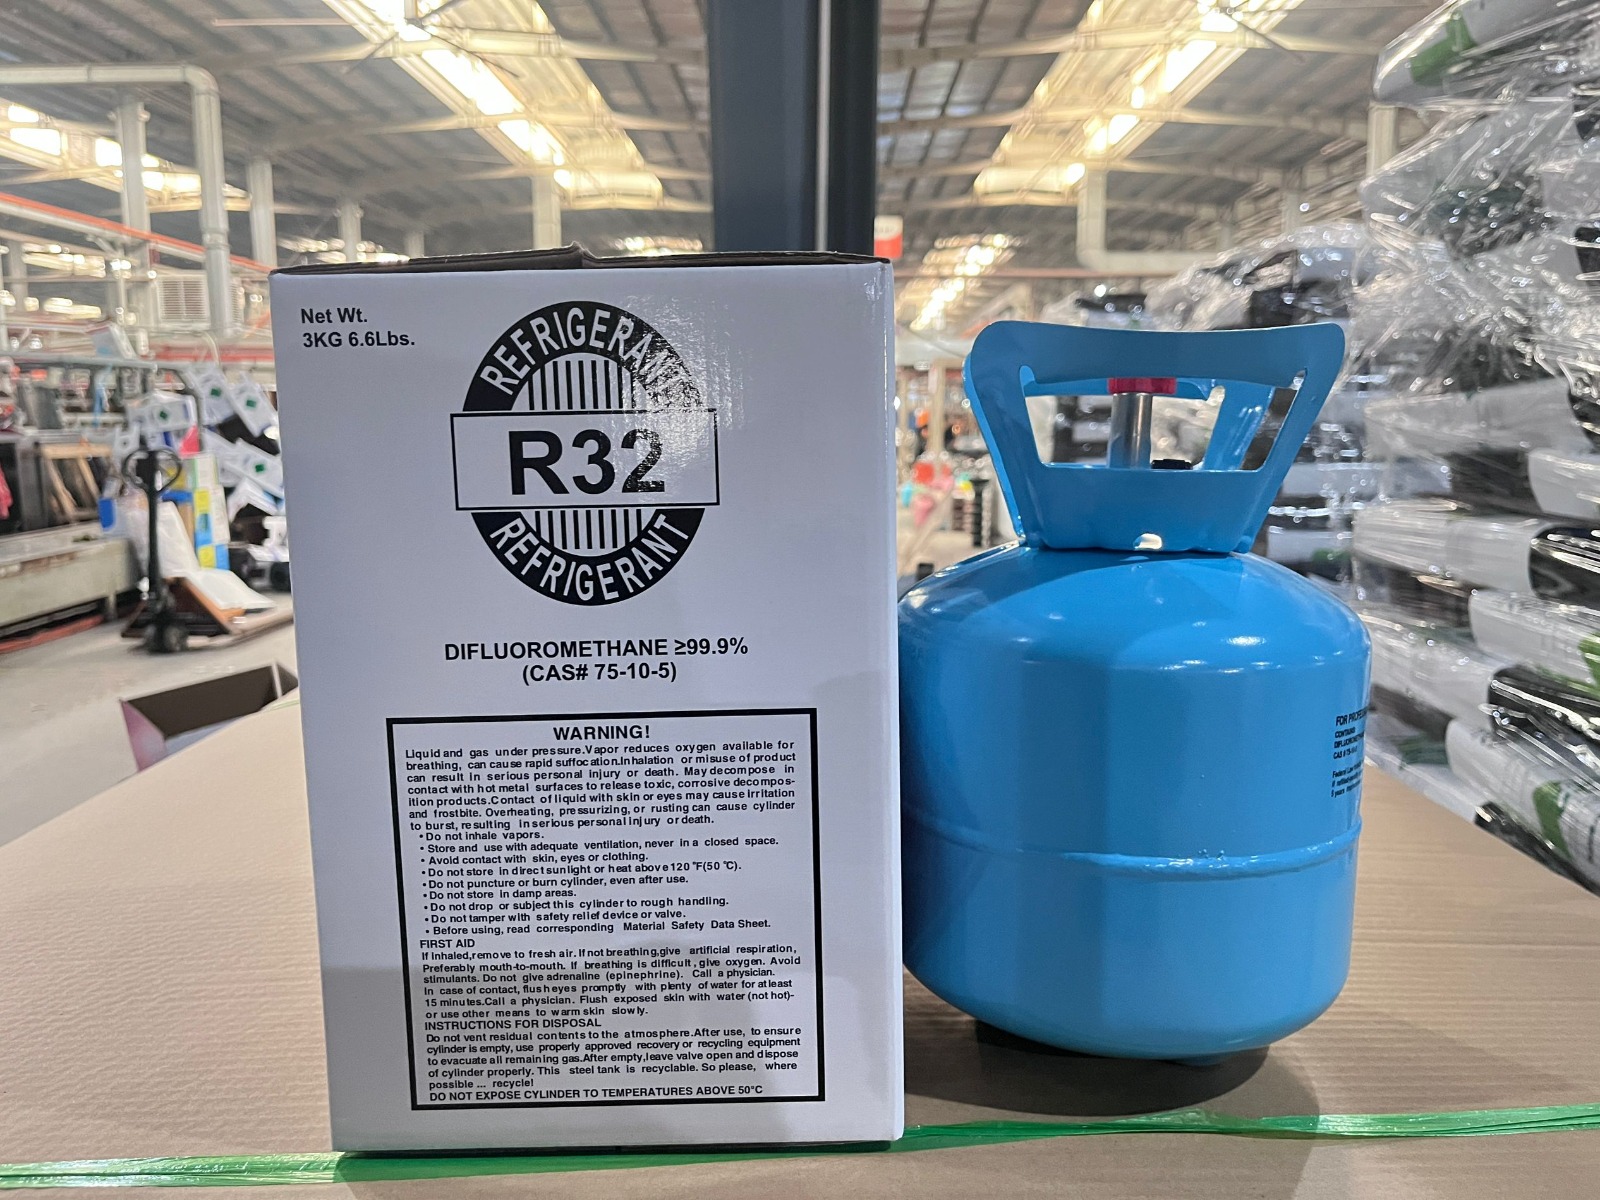 Net Wt.
3KG 6.6Lbs.
REFRIGERANT
R32
REFRIGERANT
DIFLUOROMETHANE ≥99.9%
(CAS# 75-10-5)
WARNING!
Liquid and gas under pressure.Vapor reduces oxygen available for
breathing, can cause rapid suffocation.Inhalation or misuse of product
can result in serious personal injury or death. May decompose in
contact with hot metal surfaces to release toxic, corrosive decompos-
ition products.Contact of liquid with skin or eyes may cause irritation
and frostbite. Overheating, pressurizing, or rusting can cause cylinder
to burst, resulting in serious personal injury or death.
• Do not inhale vapors.
• Store and use with adequate ventilation, never in a closed space.
• Avoid contact with skin, eyes or clothing.
• Do not store in direct sunlight or heat above 120 °F(50 °C).
• Do not puncture or burn cylinder, even after use.
• Do not store in damp areas.
• Do not drop or subject this cylinder to rough handling.
• Do not tamper with safety relief device or valve.
• Before using, read corresponding Material Safety Data Sheet.
FIRST AID
If inhaled,remove to fresh air. If not breathing,give artificial respiration,
Preferably mouth-to-mouth. If breathing is difficult, give oxygen. Avoid
stimulants. Do not give adrenaline (epinephrine). Call a physician.
In case of contact, flush eyes promptly with plenty of water for at least
15 minutes.Call a physician. Flush exposed skin with water (not hot)-
or use other means to warm skin slowly.
INSTRUCTIONS FOR DISPOSAL
Do not vent residual contents to the atmosphere.After use, to ensure
cylinder is empty, use properly approved recovery or recycling equipment
to evacuate all remaining gas.After empty,leave valve open and dispose
of cylinder properly. This steel tank is recyclable. So please, where
possible ... recycle!
DO NOT EXPOSE CYLINDER TO TEMPERATURES ABOVE 50°C
FOR
CONTAINS
CAS #
Federal Law